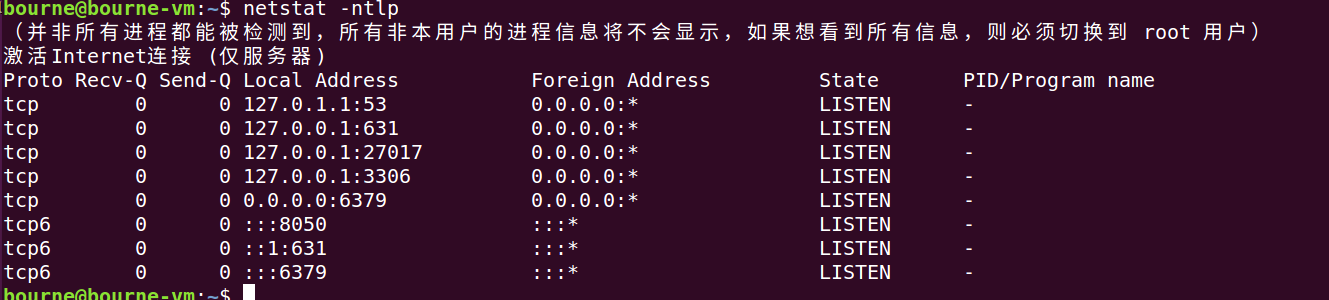 bourne@bourne-vm:~$ netstat -ntlp
（并非所有进程都能被检测到，所有非本用户的进程信息将不会显示，如果想看到所有信息，则必须切换到 root 用户）
激活Internet连接 (仅服务器)
Proto Recv-Q Send-Q Local Address           Foreign Address         State       PID/Program name
tcp        0      0 127.0.1.1:53            0.0.0.0:*               LISTEN      -
tcp        0      0 127.0.0.1:631           0.0.0.0:*               LISTEN      -
tcp        0      0 127.0.0.1:27017         0.0.0.0:*               LISTEN      -
tcp        0      0 127.0.0.1:3306          0.0.0.0:*               LISTEN      -
tcp        0      0 0.0.0.0:6379            0.0.0.0:*               LISTEN      -
tcp6       0      0 :::8050                 :::*                    LISTEN      -
tcp6       0      0 ::1:631                 :::*                    LISTEN      -
tcp6       0      0 :::6379                 :::*                    LISTEN      -
bourne@bourne-vm:~$